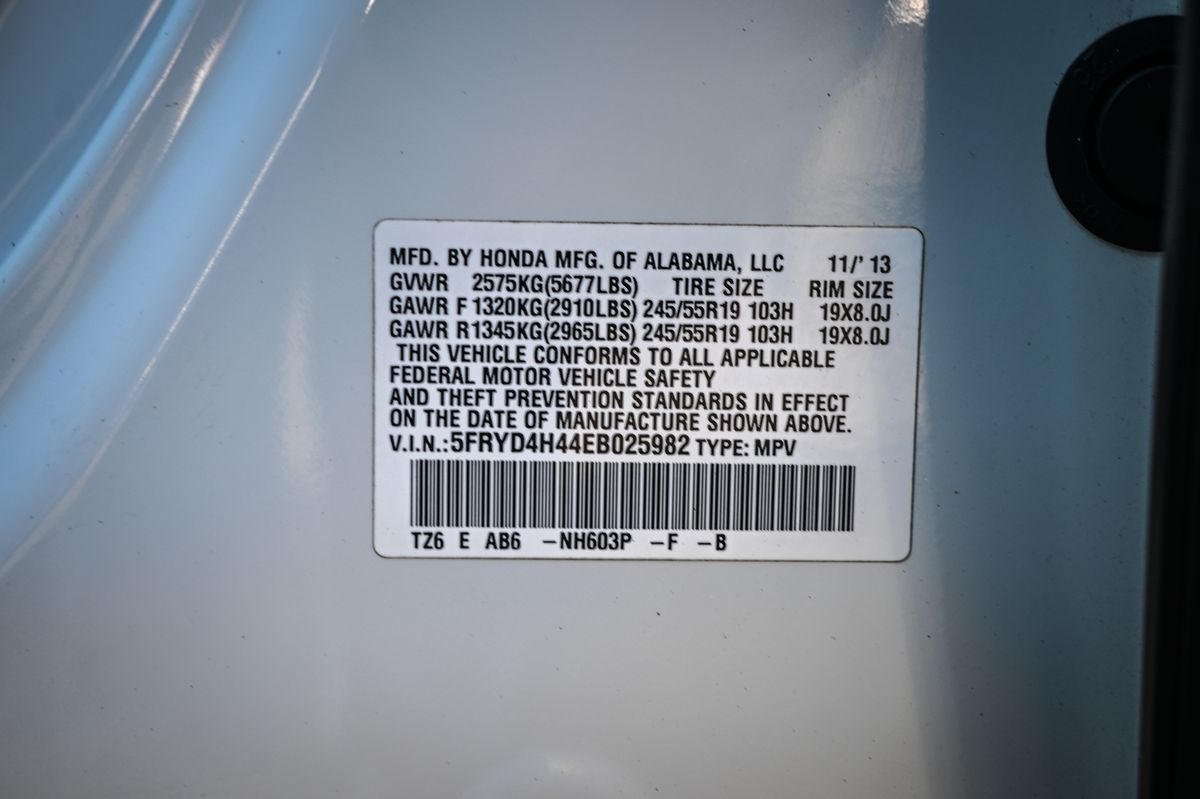 MFD. BY HONDA MFG. OF ALABAMA, LLC 11/' 13
GVWR 2575KG(5677LBS) TIRE SIZE RIM SIZE
GAWR F 1320KG(2910LBS) 245/55R19 103H 19X8.0J
GAWR R1345KG(2965LBS) 245/55R19 103H 19X8.0J
THIS VEHICLE CONFORMS TO ALL APPLICABLE
FEDERAL MOTOR VEHICLE SAFETY
AND THEFT PREVENTION STANDARDS IN EFFECT
ON THE DATE OF MANUFACTURE SHOWN ABOVE.
V.I.N.:5FRYD4H44EB025982 TYPE: MPV
TZ6 E AB6 -NH603P -F -B